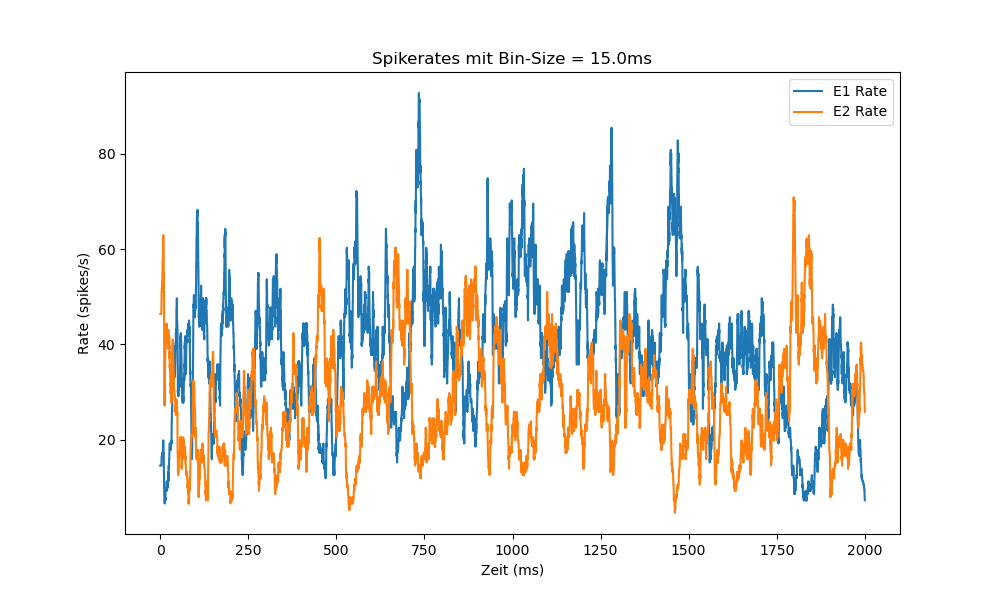 Spikerates mit Bin-Size = 15.0ms
E1 Rate
E2 Rate
Rate (spikes/s)
80
60
40
20
0 250 500 750 1000 1250 1500 1750 2000
Zeit (ms)